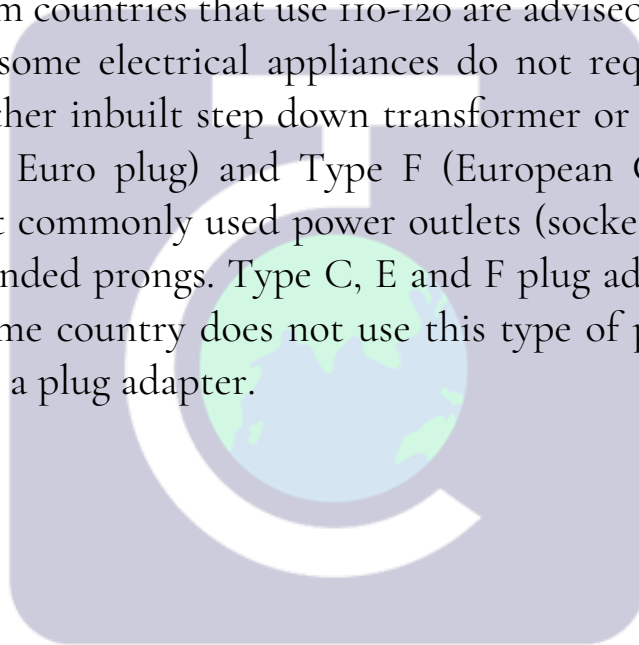 countries that use 110-120 are advised
some electrical appliances do not
inbuilt step down transformer or
Euro plug) and Type F (European
commonly used power outlets
prongs. Type C, E and F plug
country does not use this type of
a plug adapter.